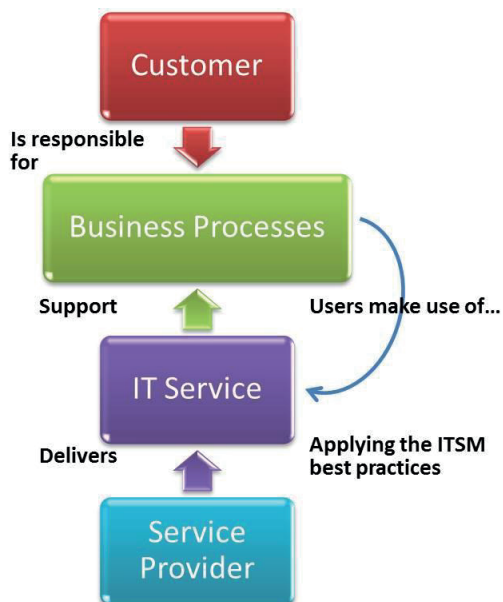 Customer
Is responsible
for
Business Processes
Support
Users make use of...
IT Service
Delivers
Applying the ITSM
best practices
Service
Provider